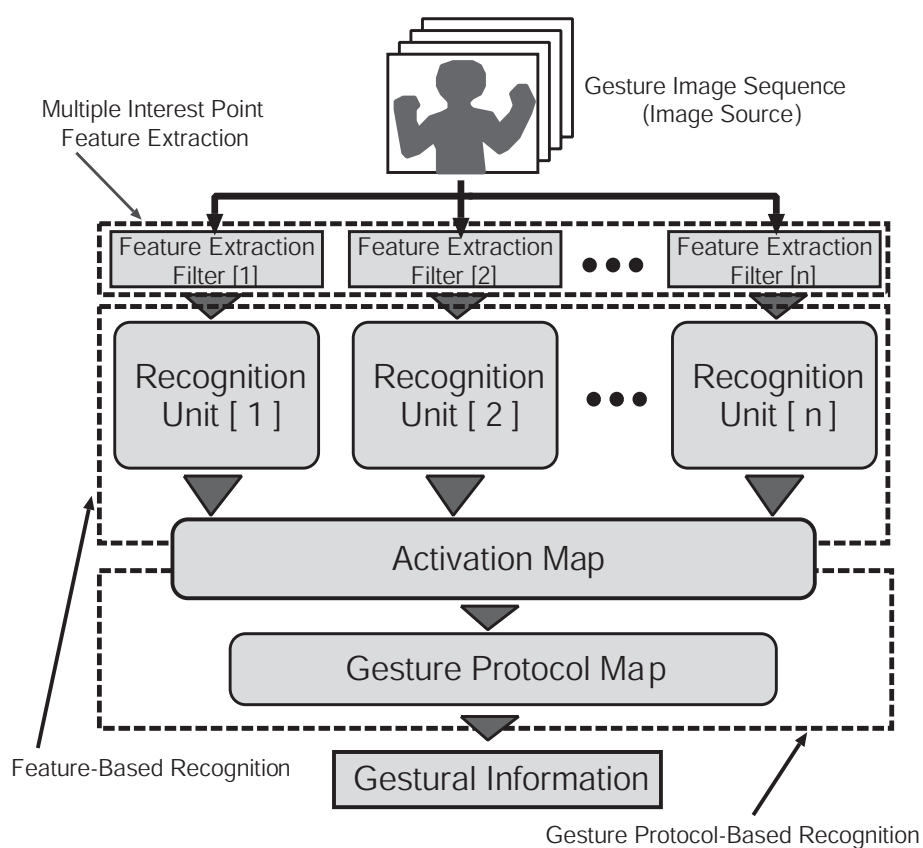 Gesture Image Sequence
(Image Source)
Multiple Interest Point
Feature Extraction
Feature Extraction
Filter [1]
Feature Extraction
Filter [2]
Feature Extraction
Filter [n]
Recognition
Unit [ 1 ]
Recognition
Unit [ 2 ]
Recognition
Unit [ n ]
Activation Map
Gesture Protocol Map
Feature-Based Recognition
Gestural Information
Gesture Protocol-Based Recognition